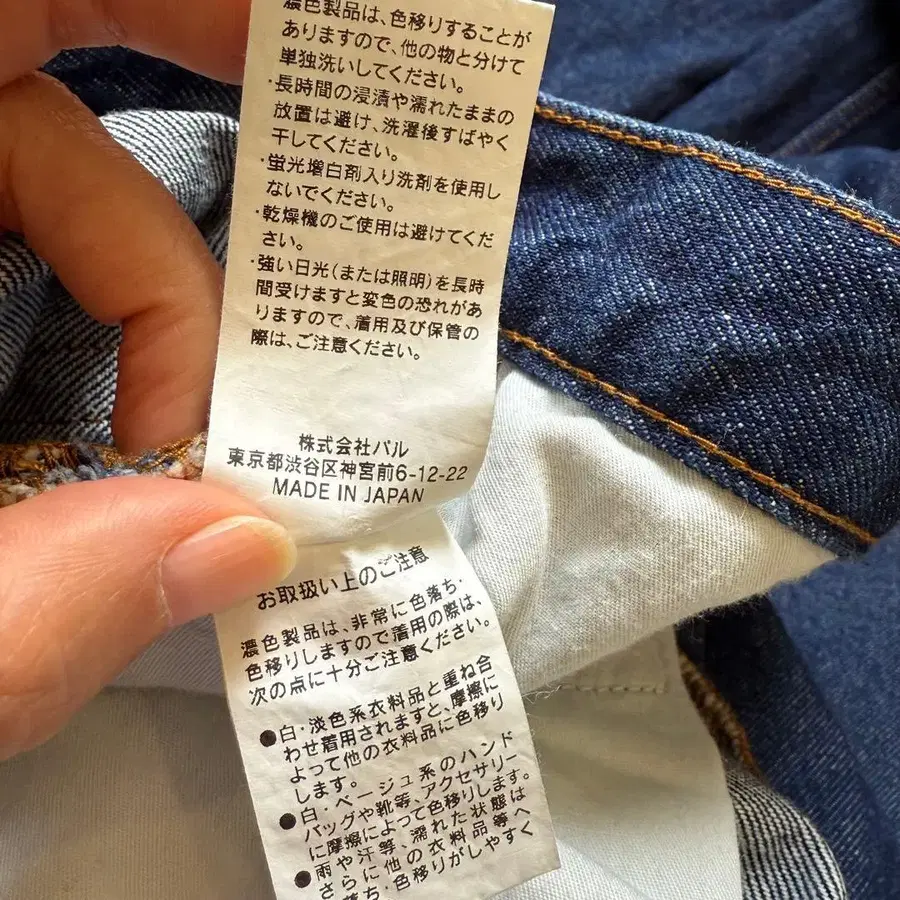 濃色製品は、色移りすることが
ありますので、他の物と分けて
単独洗いしてください。
・長時間の浸漬や濡れたままの
放置は避け、洗濯後すばやく
干してください。
・蛍光増白剤入り洗剤を使用し
ないでください。
・乾燥機のご使用は避けてくだ
さい。
・強い日光(または照明)を長時
間受けますと変色の恐れがあ
りますので、着用及び保管の
際は、ご注意ください。
株式会社パル
東京都渋谷区神宮前6-12-22
MADE IN JAPAN
お取扱い上のご注意
濃色製品は、非常に色落ち・
色移りしますので着用の際は、
次の点に十分ご注意ください。
●白・淡色系衣料品と重ね合
わせ着用されますと、摩擦に
よって他の衣料品に色移り
します。
●白・ベージュ系のハンド
バッグや靴等、アクセサリー
に摩擦によって色移りします。
●雨や汗等、濡れた状態は
さらに他の衣料品等へ
落ち・色移りがしやすく